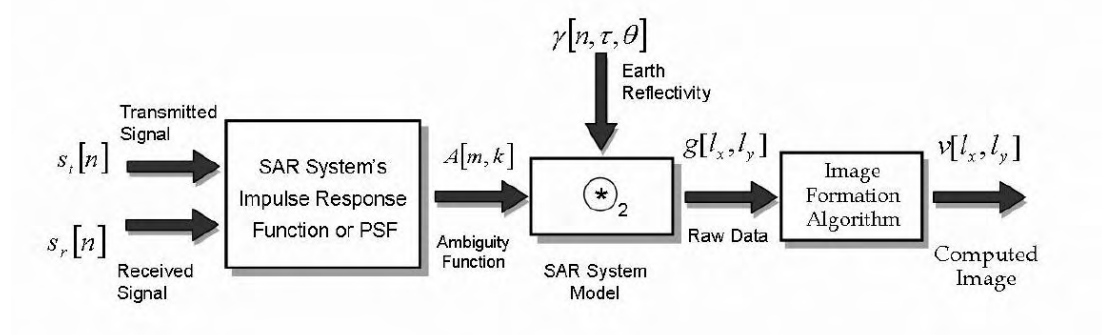 γ[n, τ, θ]
Earth
Reflectivity
Transmitted
Signal
s_t[n]
s_r[n]
Received
Signal
SAR System's
Impulse Response
Function or PSF
A[m, k]
Ambiguity
Function
* 2
SAR System
Model
g[l_x, l_y]
Raw Data
Image
Formation
Algorithm
v[l_x, l_y]
Computed
Image